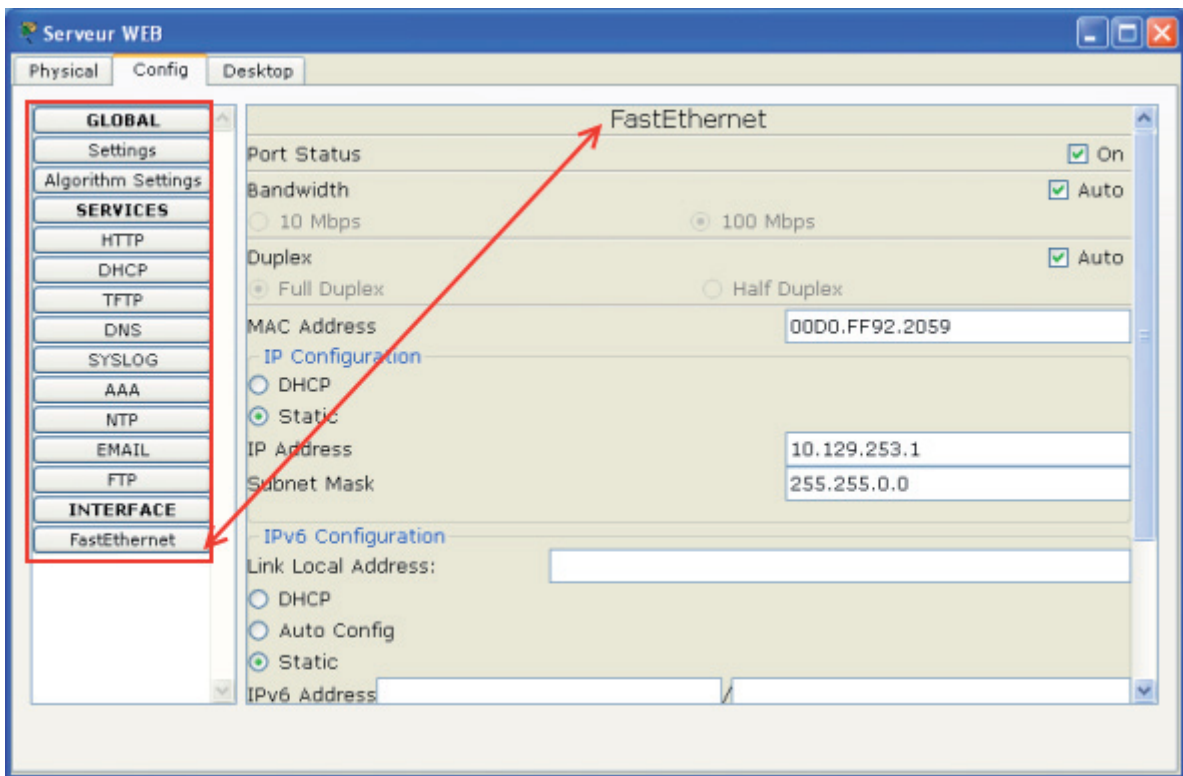 Serveur WEB
Physical Config Desktop
GLOBAL
Settings
Algorithm Settings
SERVICES
HTTP
DHCP
TFTP
DNS
SYSLOG
AAA
NTP
EMAIL
FTP
INTERFACE
FastEthernet
FastEthernet
Port Status On
Bandwidth Auto
10 Mbps 100 Mbps
Duplex Auto
Full Duplex Half Duplex
MAC Address 00D0.FF92.2059
IP Configuration
DHCP
Static
IP Address 10.129.253.1
Subnet Mask 255.255.0.0
IPv6 Configuration
Link Local Address:
DHCP
Auto Config
Static
IPv6 Address /